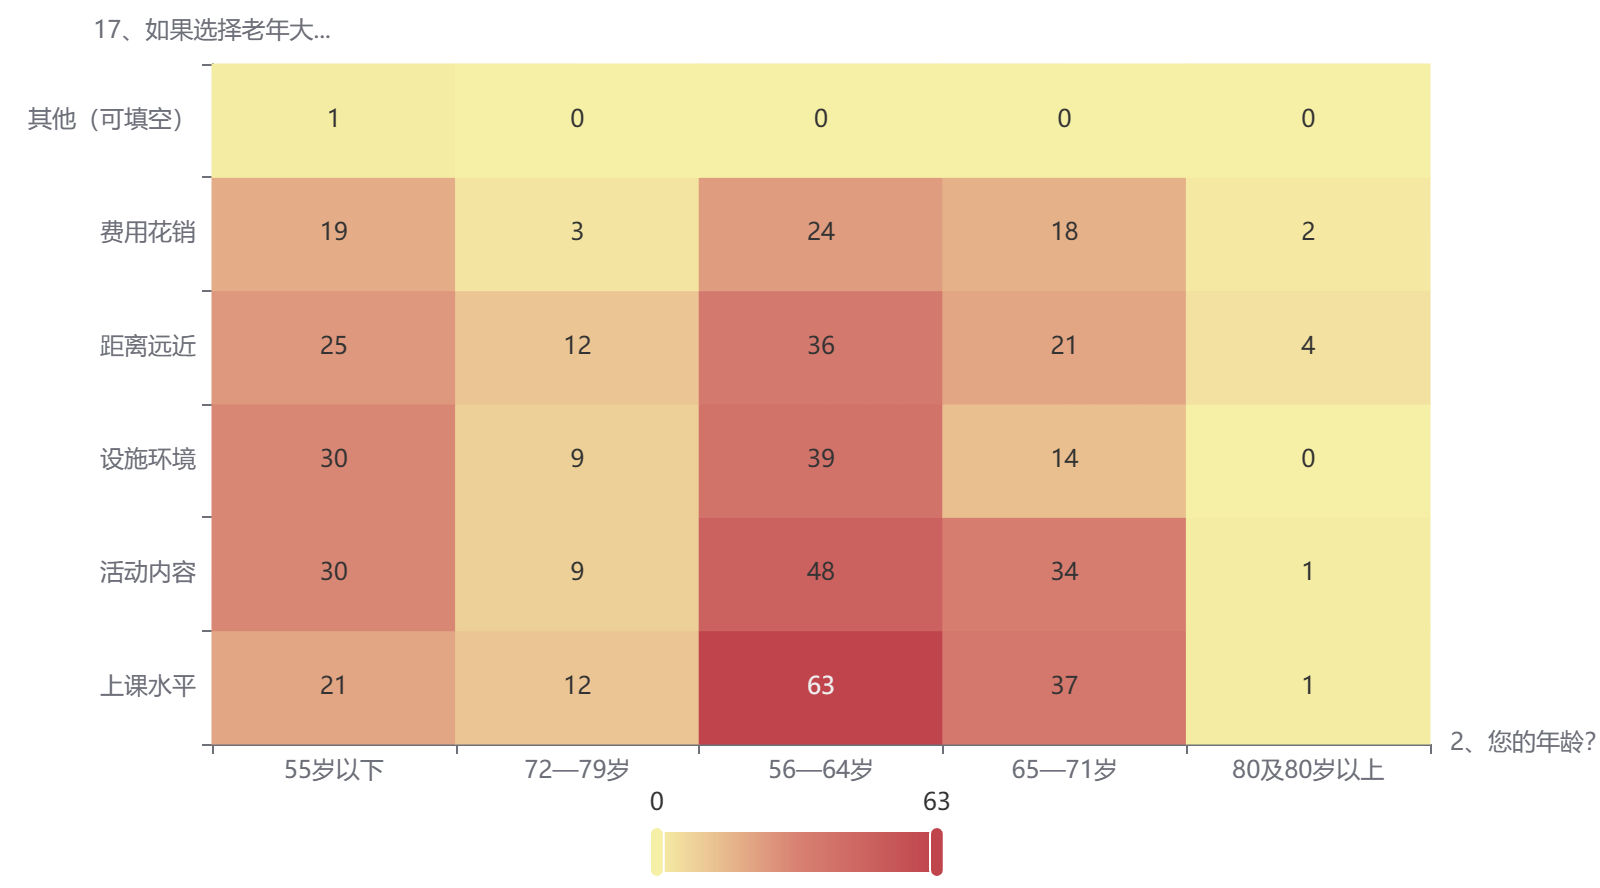 17、如果选择老年大...
其他（可填空） 1 0 0 0 0
费用花销 19 3 24 18 2
距离远近 25 12 36 21 4
设施环境 30 9 39 14 0
活动内容 30 9 48 34 1
上课水平 21 12 63 37 1
2、您的年龄?
55岁以下 72—79岁 56—64岁 65—71岁 80及80岁以上
0 63